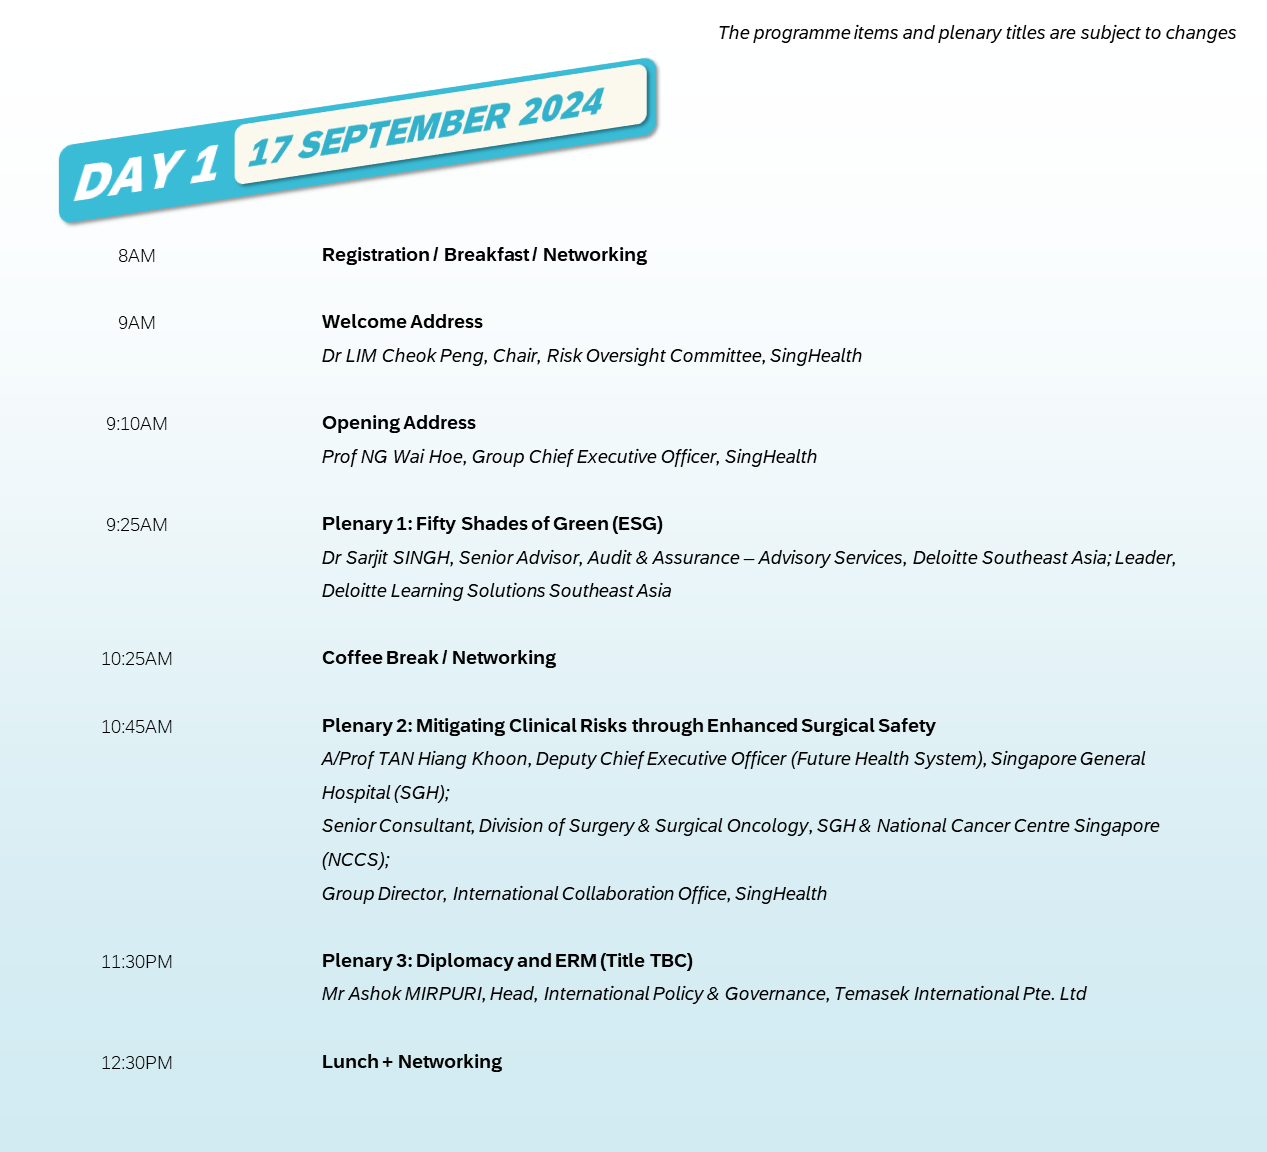 The programme items and plenary titles are subject to changes
DAY 1 17 SEPTEMBER 2024
8AM Registration / Breakfast / Networking
9AM Welcome Address
Dr LIM Cheok Peng, Chair, Risk Oversight Committee, SingHealth
9:10AM Opening Address
Prof NG Wai Hoe, Group Chief Executive Officer, SingHealth
9:25AM Plenary 1: Fifty Shades of Green (ESG)
Dr Sarjit SINGH, Senior Advisor, Audit & Assurance – Advisory Services, Deloitte Southeast Asia; Leader,
Deloitte Learning Solutions Southeast Asia
10:25AM Coffee Break / Networking
10:45AM Plenary 2: Mitigating Clinical Risks through Enhanced Surgical Safety
A/Prof TAN Hiang Khoon, Deputy Chief Executive Officer (Future Health System), Singapore General
Hospital (SGH);
Senior Consultant, Division of Surgery & Surgical Oncology, SGH & National Cancer Centre Singapore
(NCCS);
Group Director, International Collaboration Office, SingHealth
11:30PM Plenary 3: Diplomacy and ERM (Title TBC)
Mr Ashok MIRPURI, Head, International Policy & Governance, Temasek International Pte. Ltd
12:30PM Lunch + Networking